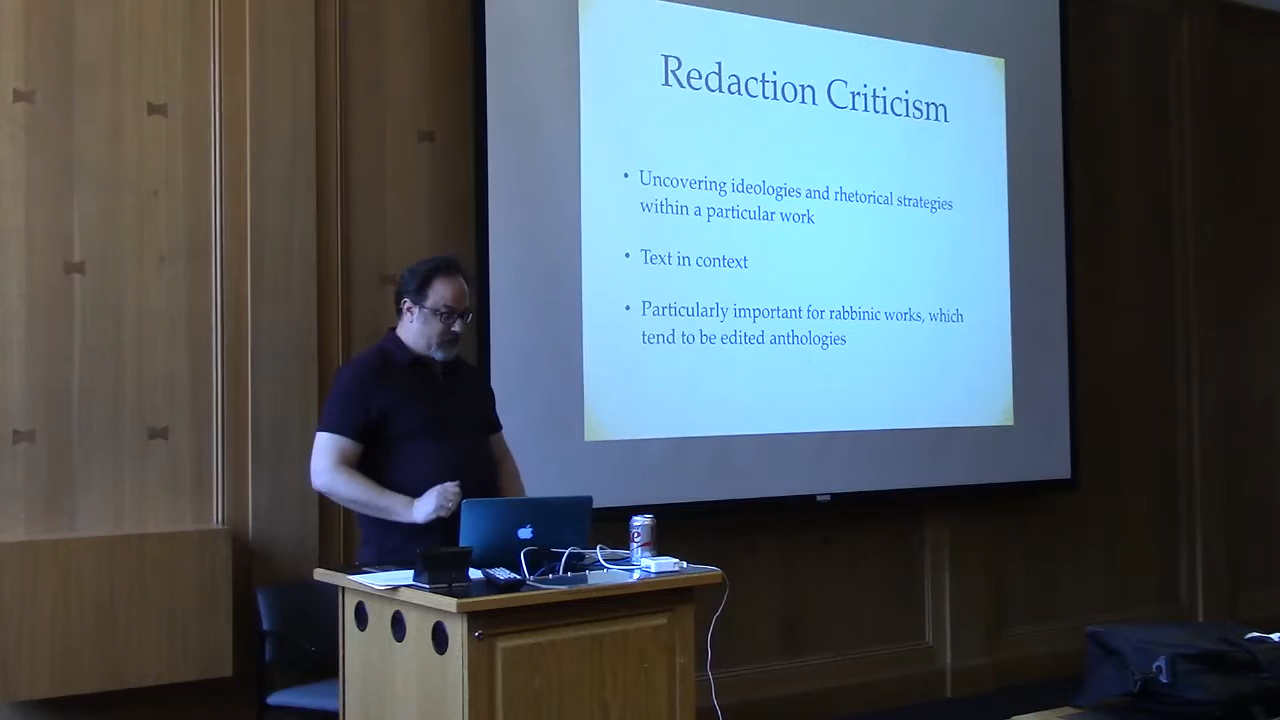 Redaction Criticism
• Uncovering ideologies and rhetorical strategies
within a particular work
• Text in context
• Particularly important for rabbinic works, which
tend to be edited anthologies